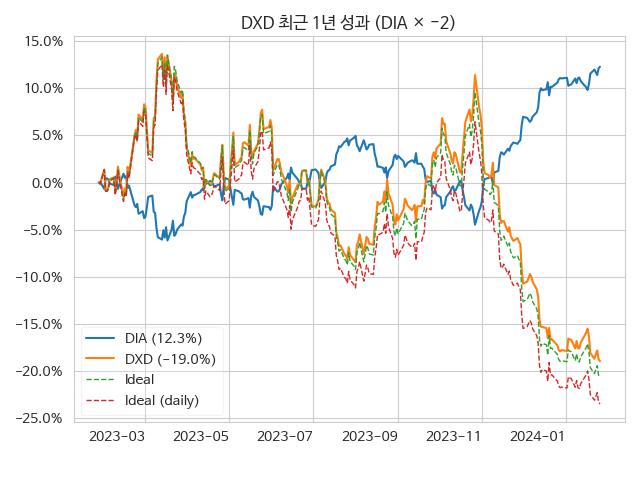 DXD 최근 1년 성과 (DIA × −2)
15.0%
10.0%
5.0%
0.0%
−5.0%
−10.0%
−15.0%
−20.0%
−25.0%
DIA (12.3%)
DXD (−19.0%)
Ideal
Ideal (daily)
2023−03 2023−05 2023−07 2023−09 2023−11 2024−01